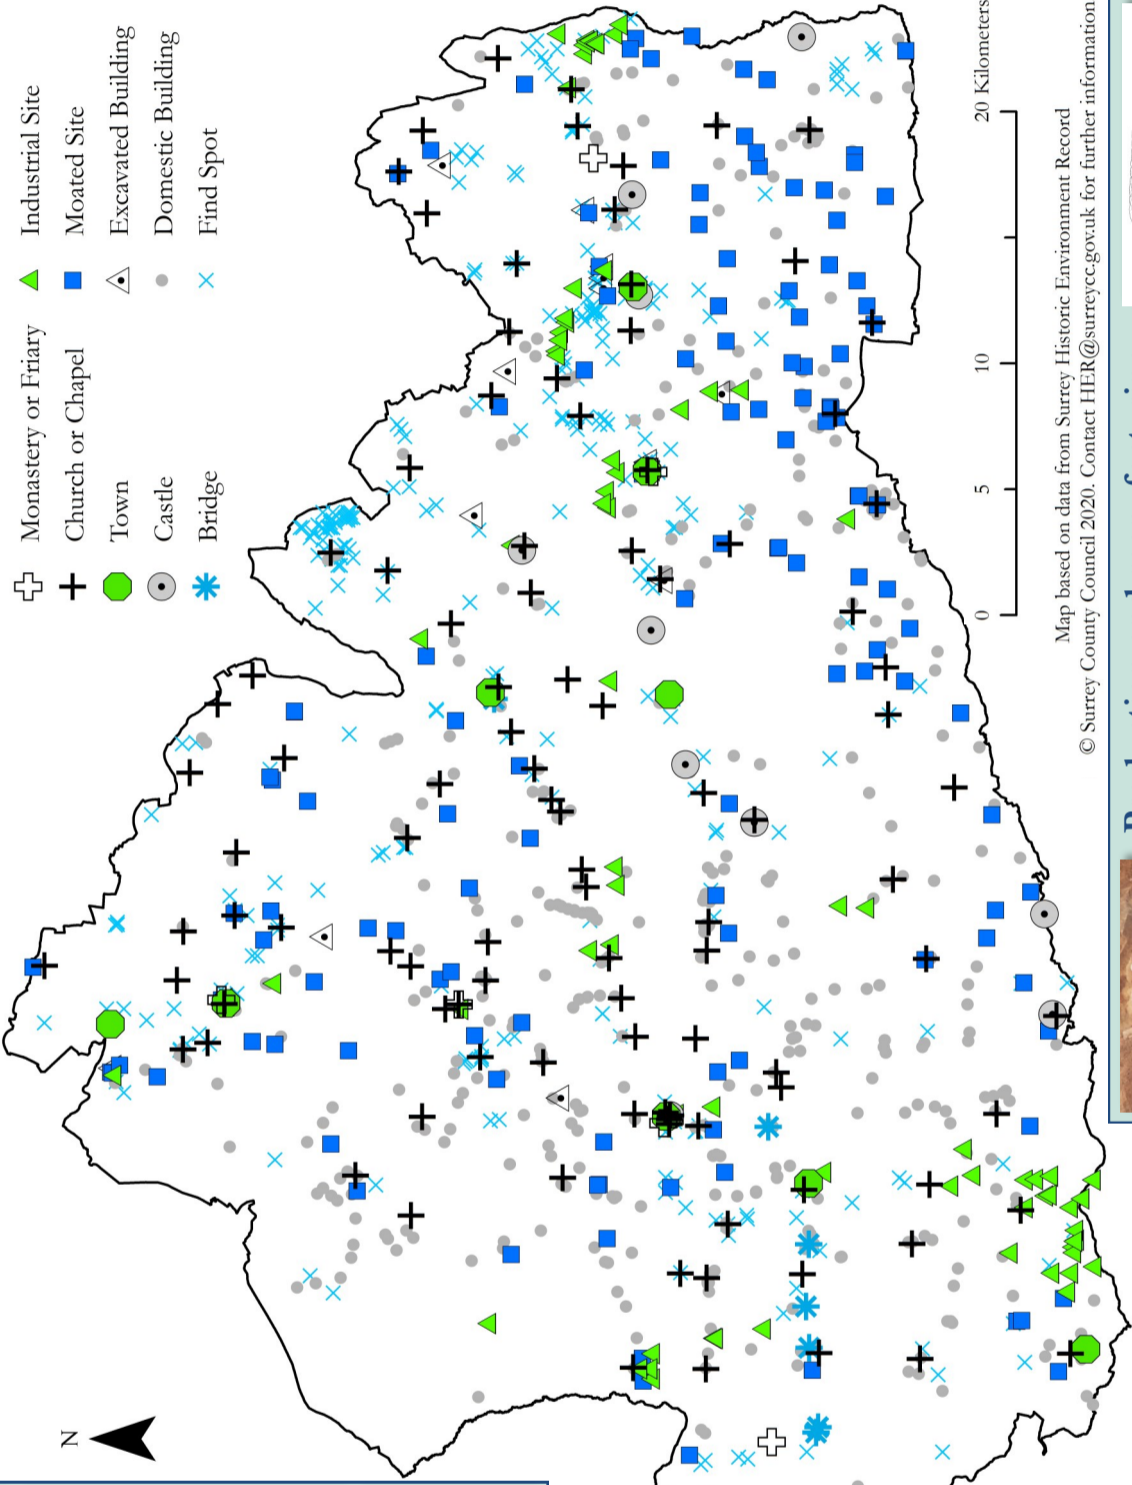 Monastery or Friary
Church or Chapel
Town
Castle
Bridge
Industrial Site
Moated Site
Excavated Building
Domestic Building
Find Spot
N
0 5 10 20 Kilometers
Map based on data from Surrey Historic Environment Record
© Surrey County Council 2020. Contact HER@surreycc.gov.uk for further information